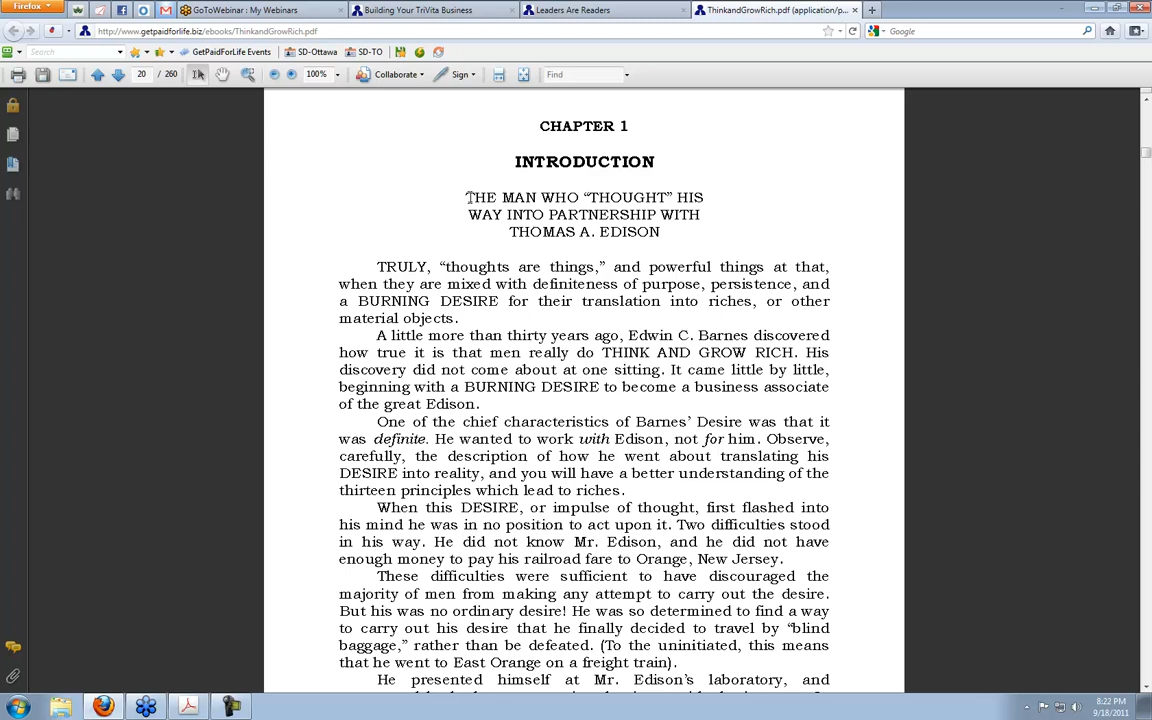 Firefox
GoToWebinar : My Webinars
Building Your TriVita Business
Leaders Are Readers
ThinkandGrowRich.pdf (application/p...
http://www.getpaidforlife.biz/ebooks/ThinkandGrowRich.pdf
Google
Search
GetPaidForLife Events
SD-Ottawa
SD-TO
20 / 260
100%
Collaborate
Sign
Find
CHAPTER 1
INTRODUCTION
THE MAN WHO “THOUGHT” HIS
WAY INTO PARTNERSHIP WITH
THOMAS A. EDISON
TRULY, “thoughts are things,” and powerful things at that,
when they are mixed with definiteness of purpose, persistence, and
a BURNING DESIRE for their translation into riches, or other
material objects.
A little more than thirty years ago, Edwin C. Barnes discovered
how true it is that men really do THINK AND GROW RICH. His
discovery did not come about at one sitting. It came little by little,
beginning with a BURNING DESIRE to become a business associate
of the great Edison.
One of the chief characteristics of Barnes’ Desire was that it
was definite. He wanted to work with Edison, not for him. Observe,
carefully, the description of how he went about translating his
DESIRE into reality, and you will have a better understanding of the
thirteen principles which lead to riches.
When this DESIRE, or impulse of thought, first flashed into
his mind he was in no position to act upon it. Two difficulties stood
in his way. He did not know Mr. Edison, and he did not have
enough money to pay his railroad fare to Orange, New Jersey.
These difficulties were sufficient to have discouraged the
majority of men from making any attempt to carry out the desire.
But his was no ordinary desire! He was so determined to find a way
to carry out his desire that he finally decided to travel by “blind
baggage,” rather than be defeated. (To the uninitiated, this means
that he went to East Orange on a freight train).
He presented himself at Mr. Edison’s laboratory, and
8:22 PM
9/18/2011